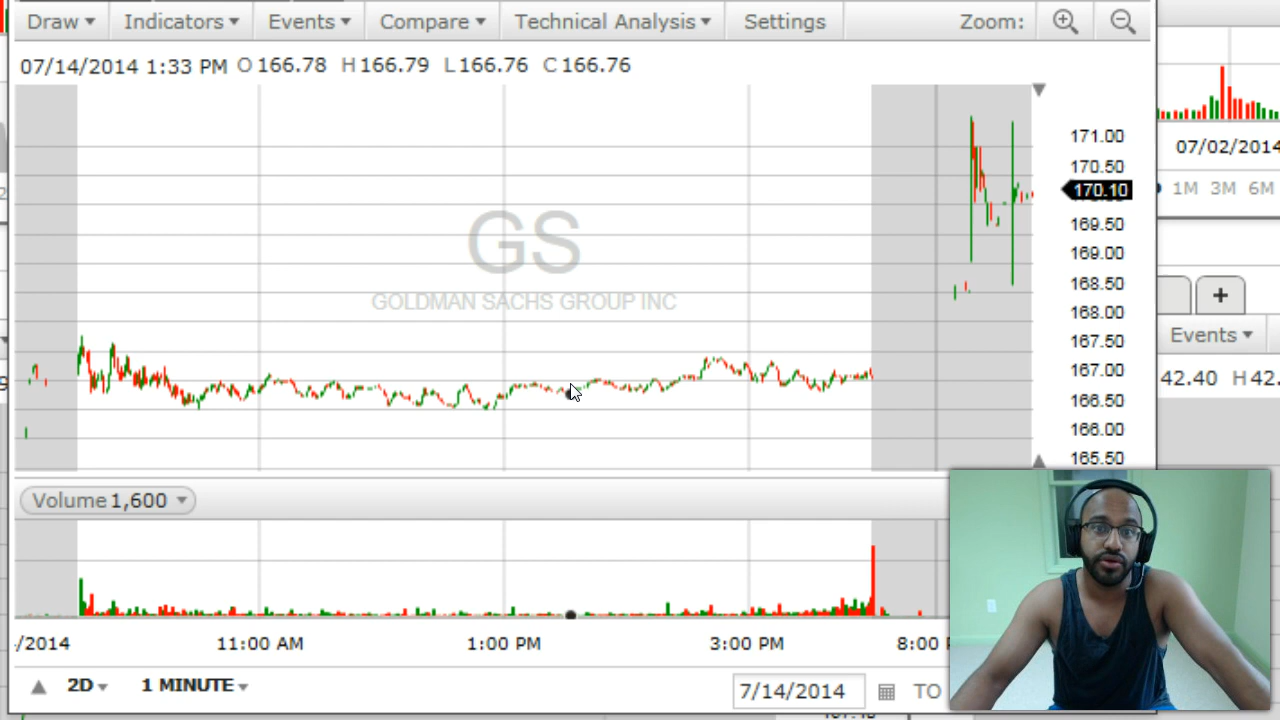 Draw Indicators Events Compare Technical Analysis Settings Zoom:
07/14/2014 1:33 PM O 166.78 H 166.79 L 166.76 C 166.76
171.00
170.50
170.10
169.50
169.00
168.50
168.00
167.50
167.00
166.50
166.00
165.50
GS
GOLDMAN SACHS GROUP INC
Volume 1,600
/2014 11:00 AM 1:00 PM 3:00 PM 8:00
2D 1 MINUTE 7/14/2014 TO
07/02/2014
1M 3M 6M
+
Events
42.40 H 42.